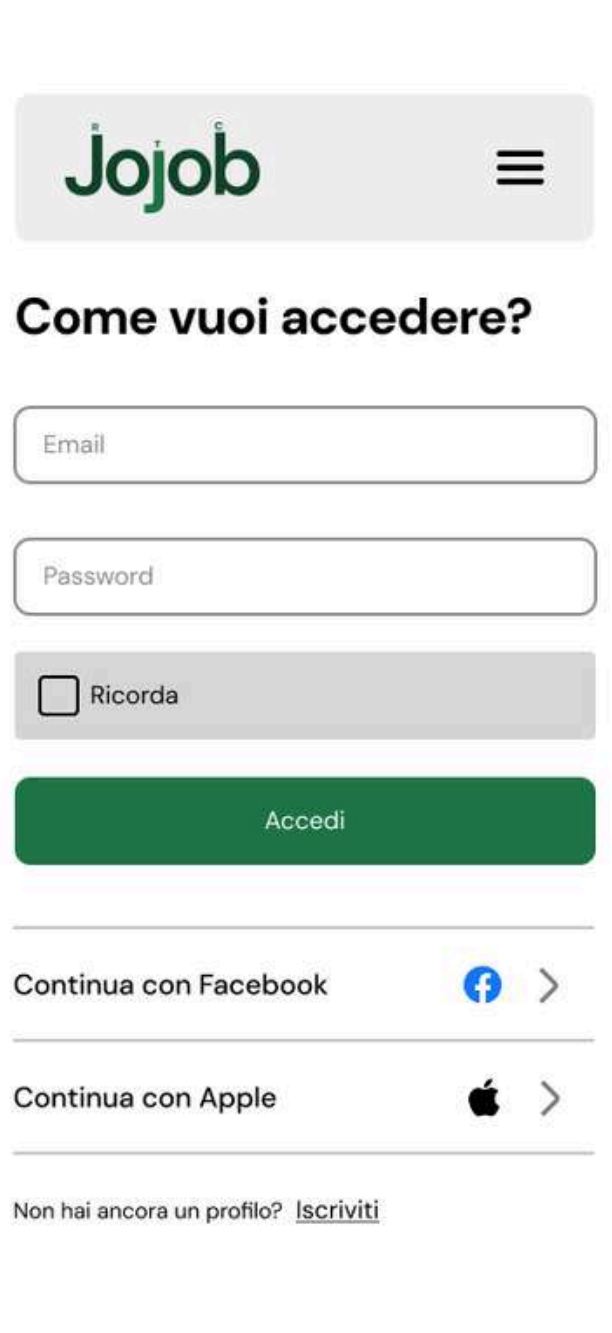 R T C
Jojob
Come vuoi accedere?
Email
Password
Ricorda
Accedi
Continua con Facebook
Continua con Apple
Non hai ancora un profilo? Iscriviti